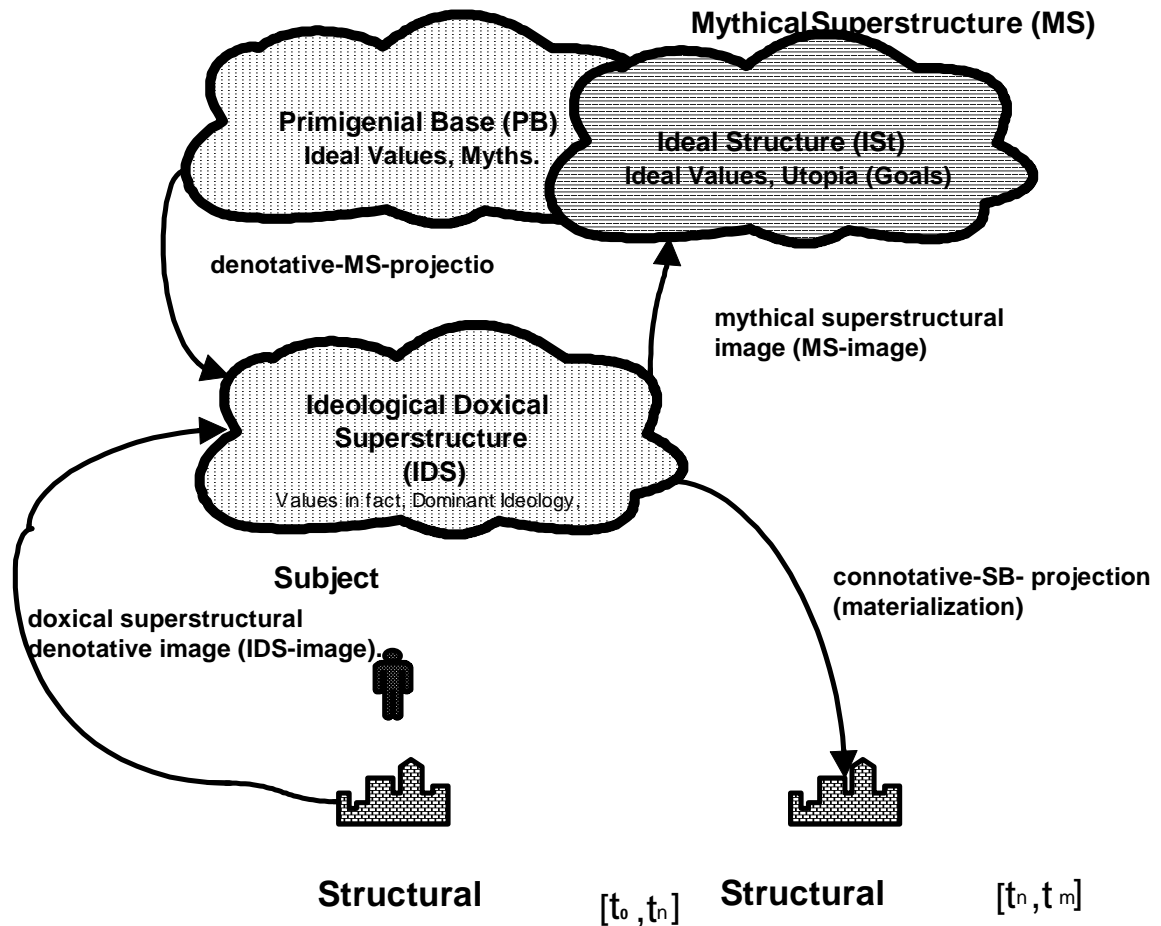 Mythical Superstructure (MS)
Primigenial Base (PB)
Ideal Values, Myths.
Ideal Structure (ISt)
Ideal Values, Utopia (Goals)
denotative-MS-projectio
mythical superstructural
image (MS-image)
Ideological Doxical
Superstructure
(IDS)
Values in fact, Dominant Ideology,
Subject
doxical superstructural
denotative image (IDS-image).
connotative-SB- projection
(materialization)
Structural
[t₀ ,tₙ]
Structural
[tₙ,t ₘ]